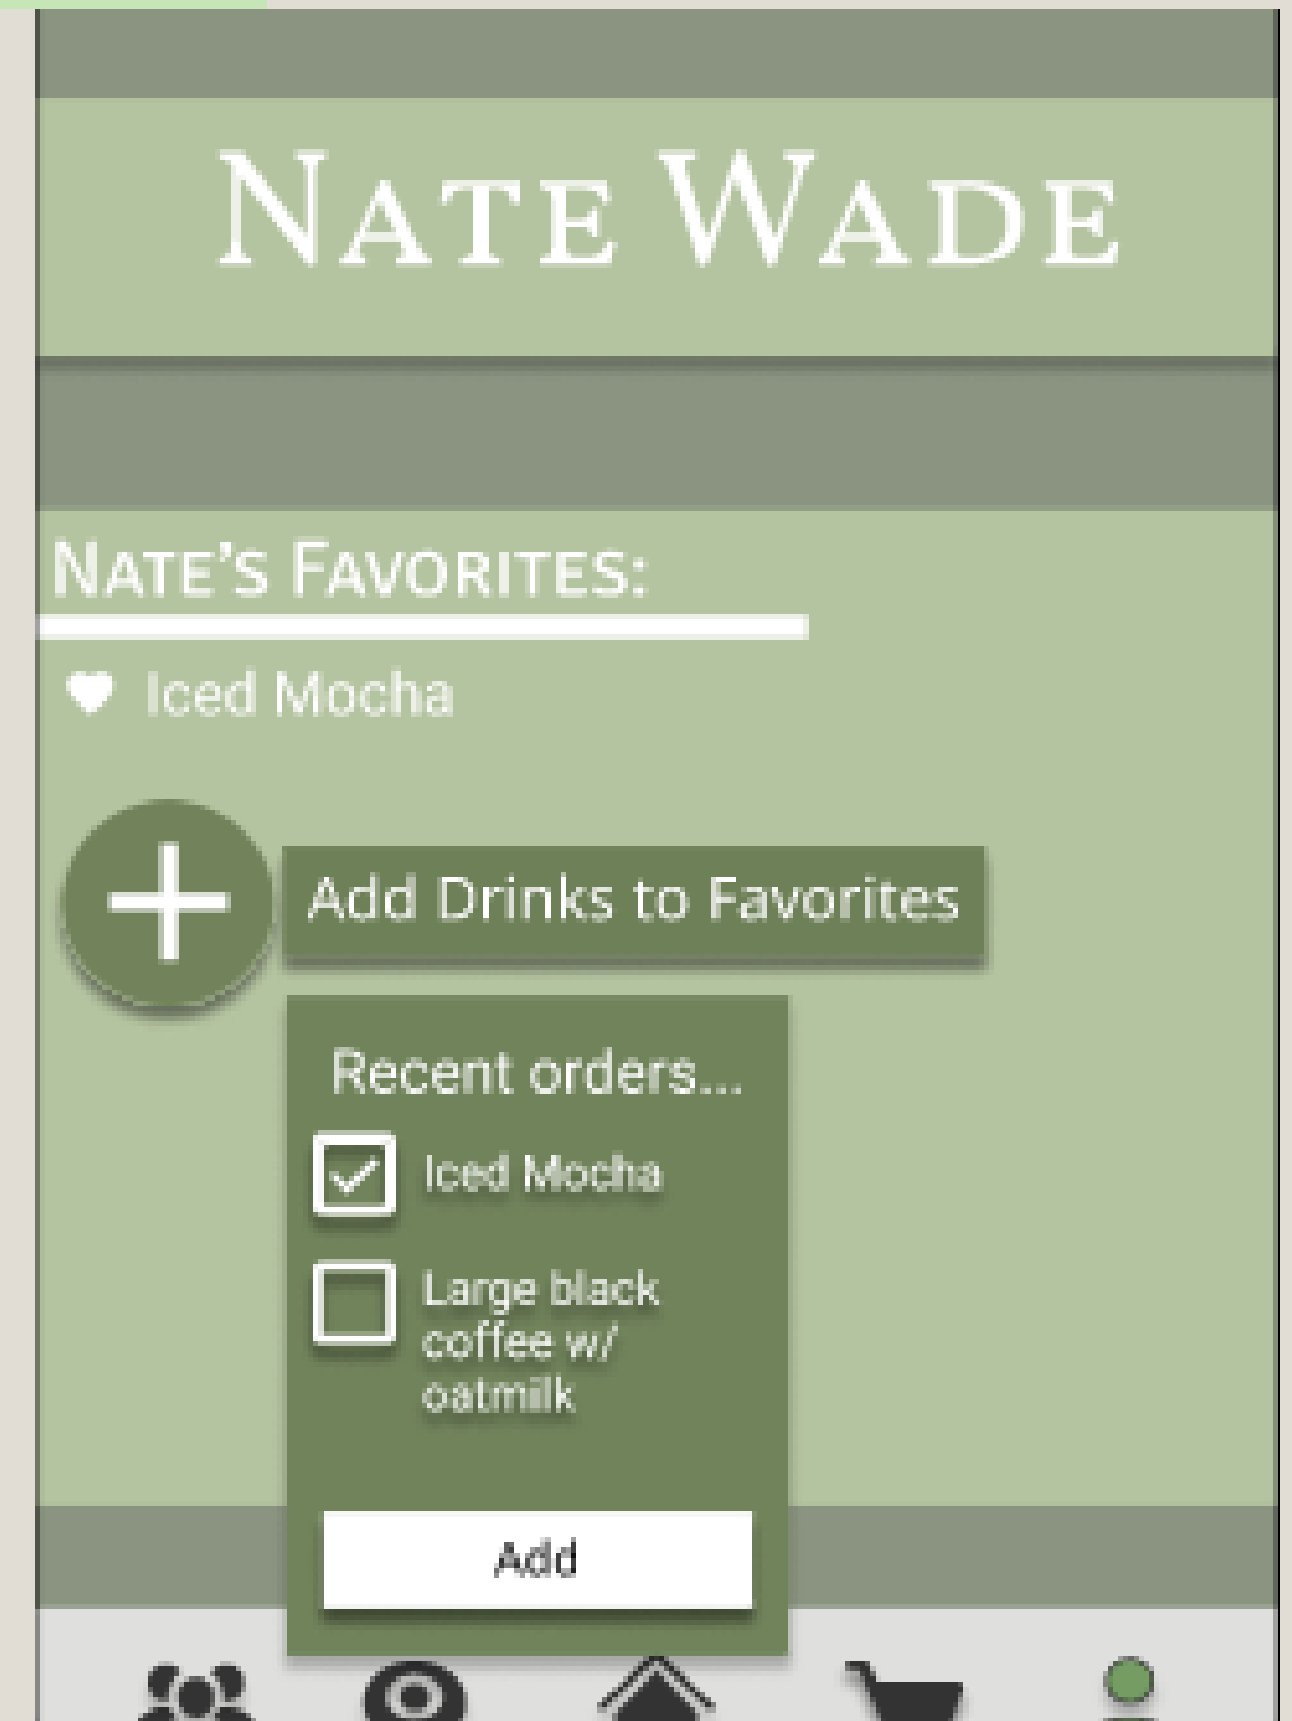 NATE WADE
NATE'S FAVORITES:
Iced Mocha
Add Drinks to Favorites
Recent orders...
Iced Mocha
Large black
coffee w/
oatmilk
Add